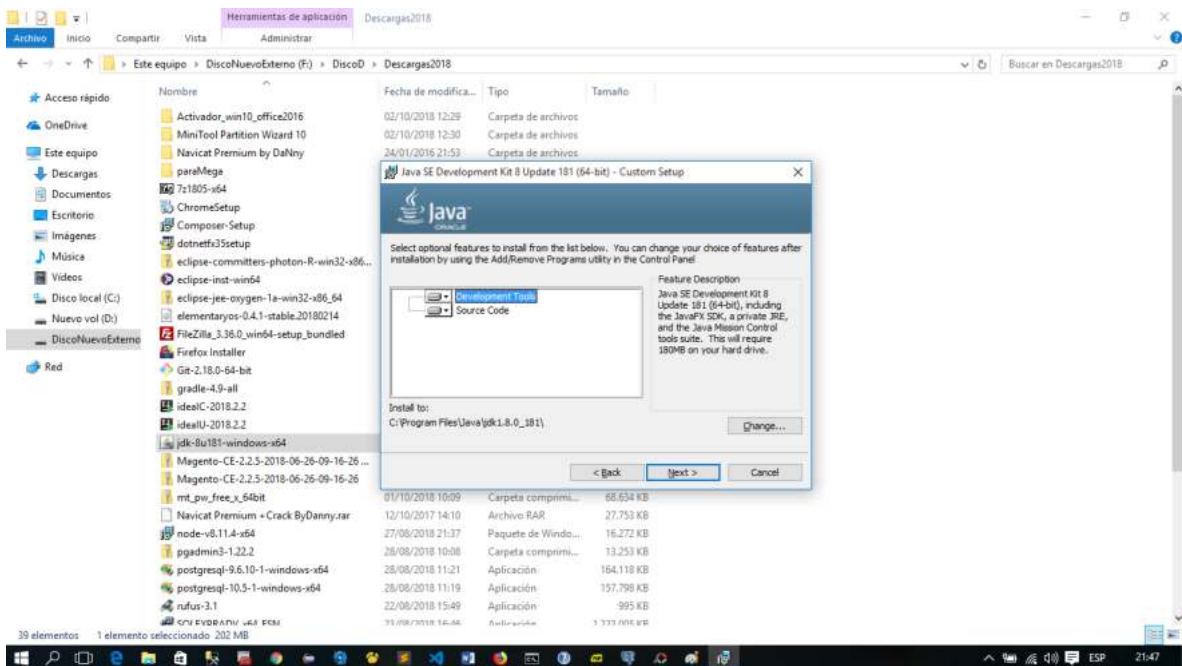 Herramientas de aplicación Descargas2018
Archivo Inicio Compartir Vista Administrar
Este equipo > DiscoNuevoExterno (F:) > DiscoD > Descargas2018
Buscar en Descargas2018
Nombre Fecha de modifica... Tipo Tamaño
Acceso rápido
OneDrive
Este equipo
Descargas
Documentos
Escritorio
Imágenes
Música
Vídeos
Disco local (C:)
Nuevo vol (D:)
DiscoNuevoExterno
Red
Activador_win10_office2016 02/10/2018 12:29 Carpeta de archivos
MiniTool Partition Wizard 10 02/10/2018 12:30 Carpeta de archivos
Navicat Premium by DaNny 24/01/2016 21:53 Carpeta de archivos
paraMega
7z1805-x64
ChromeSetup
Composer-Setup
dotnetfx35setup
eclipse-committers-photon-R-win32-x86...
eclipse-inst-win64
eclipse-jee-oxygen-1a-win32-x86_64
elementaryos-0.4.1-stable.20180214
FileZilla_3.36.0_win64-setup_bundled
Firefox Installer
Git-2.18.0-64-bit
gradle-4.9-all
ideaIC-2018.2.2
ideaIU-2018.2.2
jdk-8u181-windows-x64
Magento-CE-2.2.5-2018-06-26-09-16-26 ...
Magento-CE-2.2.5-2018-06-26-09-16-26
mt_pw_free_x_64bit 01/10/2018 10:09 Carpeta comprimi... 68.634 KB
Navicat Premium +Crack ByDanny.rar 12/10/2017 14:10 Archivo RAR 27.753 KB
node-v8.11.4-x64 27/08/2018 21:37 Paquete de Windo... 16.272 KB
pgadmin3-1.22.2 28/08/2018 10:08 Carpeta comprimi... 13.253 KB
postgresql-9.6.10-1-windows-x64 28/08/2018 11:21 Aplicación 164.118 KB
postgresql-10.5-1-windows-x64 28/08/2018 11:19 Aplicación 157.798 KB
rufus-3.1 22/08/2018 15:49 Aplicación 995 KB
Java SE Development Kit 8 Update 181 (64-bit) - Custom Setup
Java
ORACLE
Select optional features to install from the list below. You can change your choice of features after
installation by using the Add/Remove Programs utility in the Control Panel
Development Tools
Source Code
Feature Description
Java SE Development Kit 8
Update 181 (64-bit), including
the JavaFX SDK, a private JRE,
and the Java Mission Control
tools suite. This will require
180MB on your hard drive.
Install to:
C:\Program Files\Java\jdk1.8.0_181\
Change...
< Back Next > Cancel
39 elementos 1 elemento seleccionado 202 MB
ESP 21:47